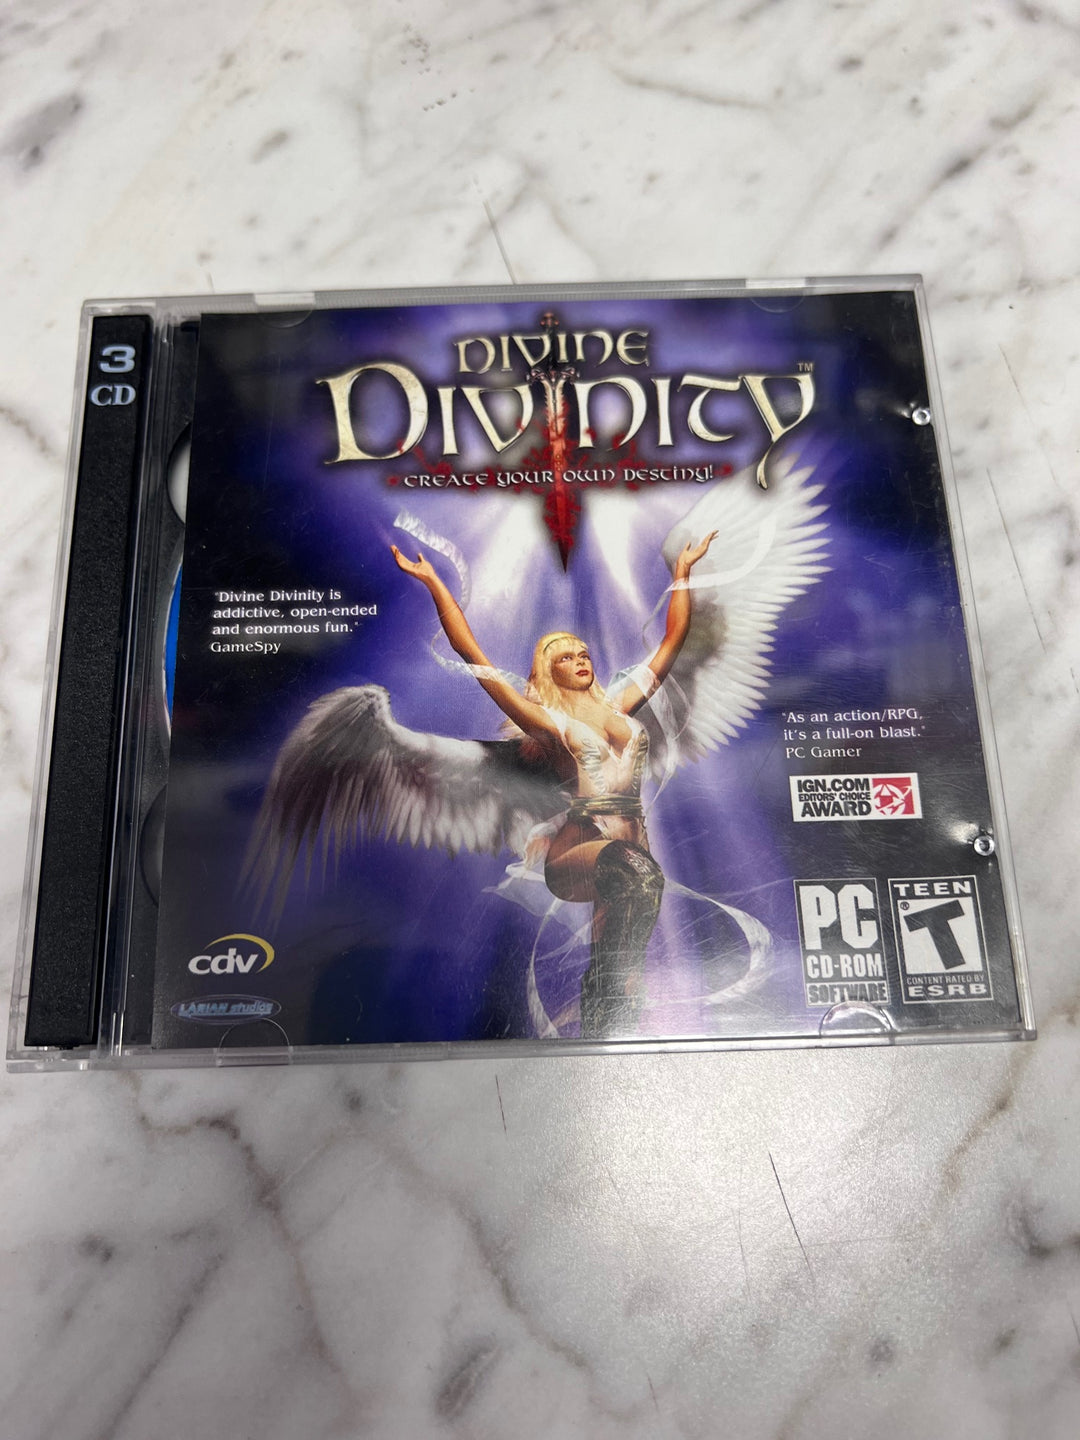 3
CD
DIVINE
DIVINITY™
CREATE YOUR OWN DESTINY!
"Divine Divinity is
addictive, open-ended
and enormous fun."
GameSpy
"As an action/RPG,
it's a full-on blast."
PC Gamer
IGN.COM
EDITORS' CHOICE
AWARD
PC
CD-ROM
SOFTWARE
TEEN
T®
CONTENT RATED BY
ESRB
cdv
LARIAN studios